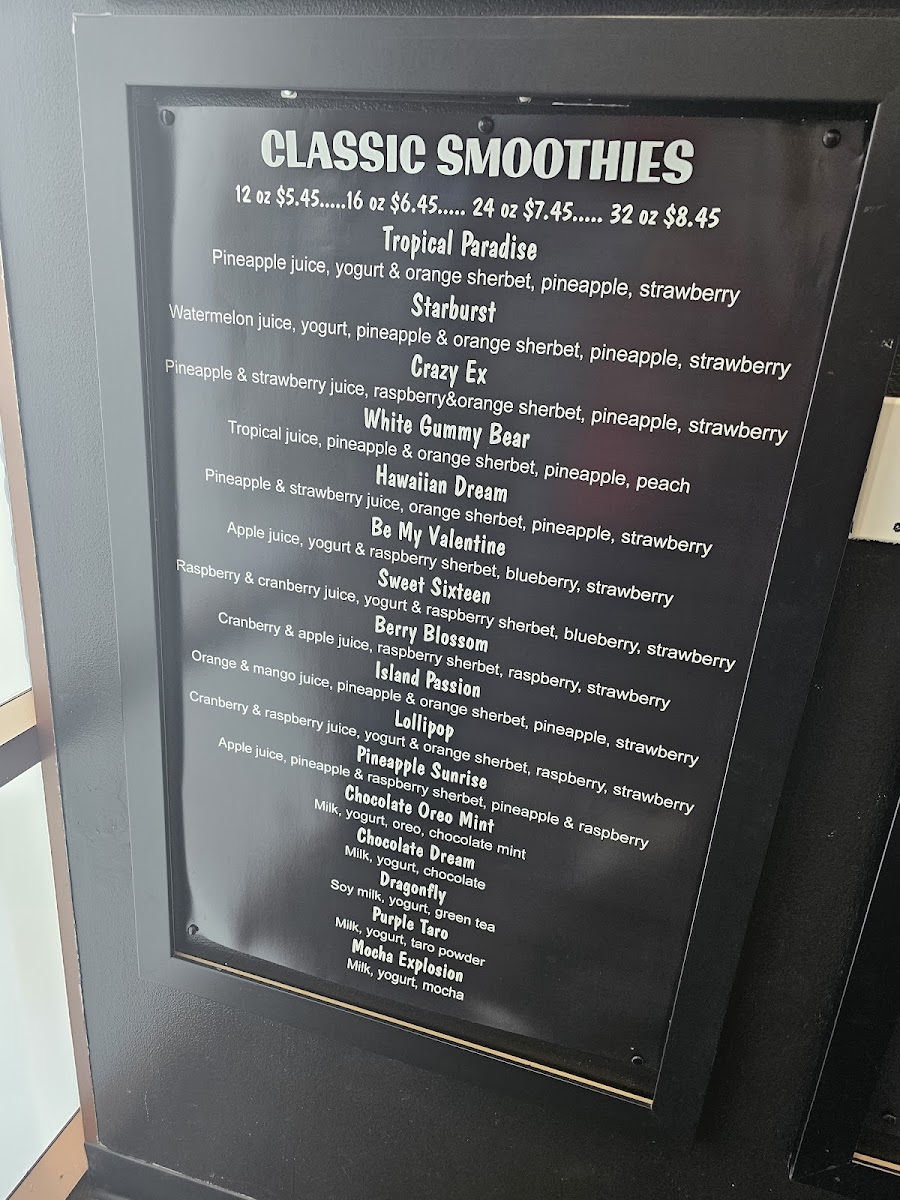 CLASSIC SMOOTHIES
12 oz $5.45.....16 oz $6.45..... 24 oz $7.45..... 32 oz $8.45
Tropical Paradise
Pineapple juice, yogurt & orange sherbet, pineapple, strawberry
Starburst
Watermelon juice, yogurt, pineapple & orange sherbet, pineapple, strawberry
Crazy Ex
Pineapple & strawberry juice, raspberry&orange sherbet, pineapple, strawberry
White Gummy Bear
Tropical juice, pineapple & orange sherbet, pineapple, peach
Hawaiian Dream
Pineapple & strawberry juice, orange sherbet, pineapple, strawberry
Be My Valentine
Apple juice, yogurt & raspberry sherbet, blueberry, strawberry
Sweet Sixteen
Raspberry & cranberry juice, yogurt & raspberry sherbet, blueberry, strawberry
Berry Blossom
Cranberry & apple juice, raspberry sherbet, raspberry, strawberry
Island Passion
Orange & mango juice, pineapple & orange sherbet, pineapple, strawberry
Lollipop
Cranberry & raspberry juice, yogurt & orange sherbet, raspberry, strawberry
Pineapple Sunrise
Apple juice, pineapple & raspberry sherbet, pineapple & raspberry
Chocolate Oreo Mint
Milk, yogurt, oreo, chocolate mint
Chocolate Dream
Milk, yogurt, chocolate
Dragonfly
Soy milk, yogurt, green tea
Purple Taro
Milk, yogurt, taro powder
Mocha Explosion
Milk, yogurt, mocha